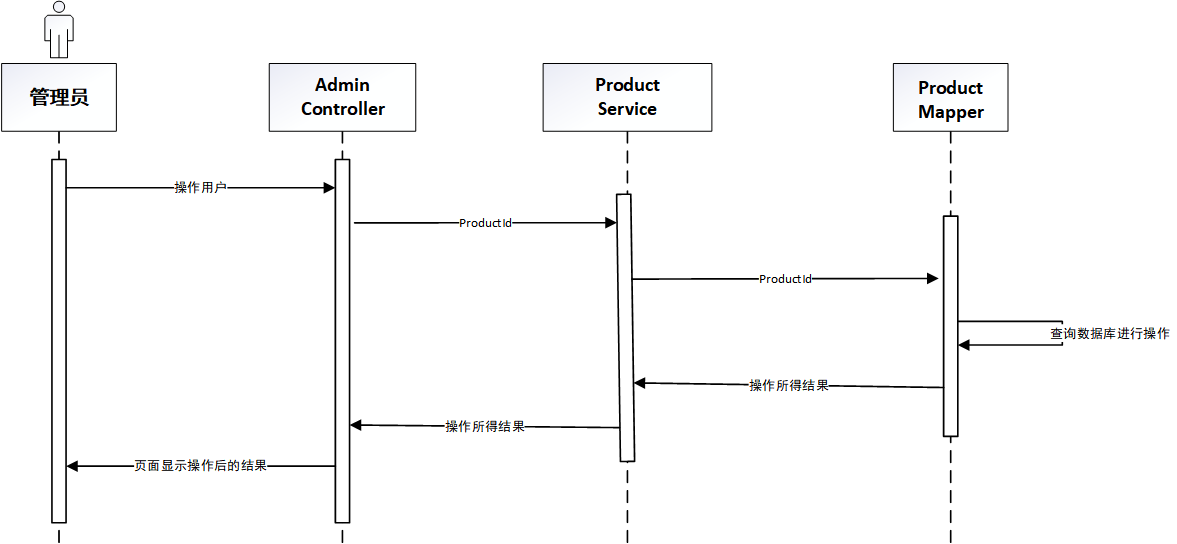 管理员
Admin
Controller
Product
Service
Product
Mapper
操作用户
ProductId
ProductId
查询数据库进行操作
操作所得结果
操作所得结果
页面显示操作后的结果